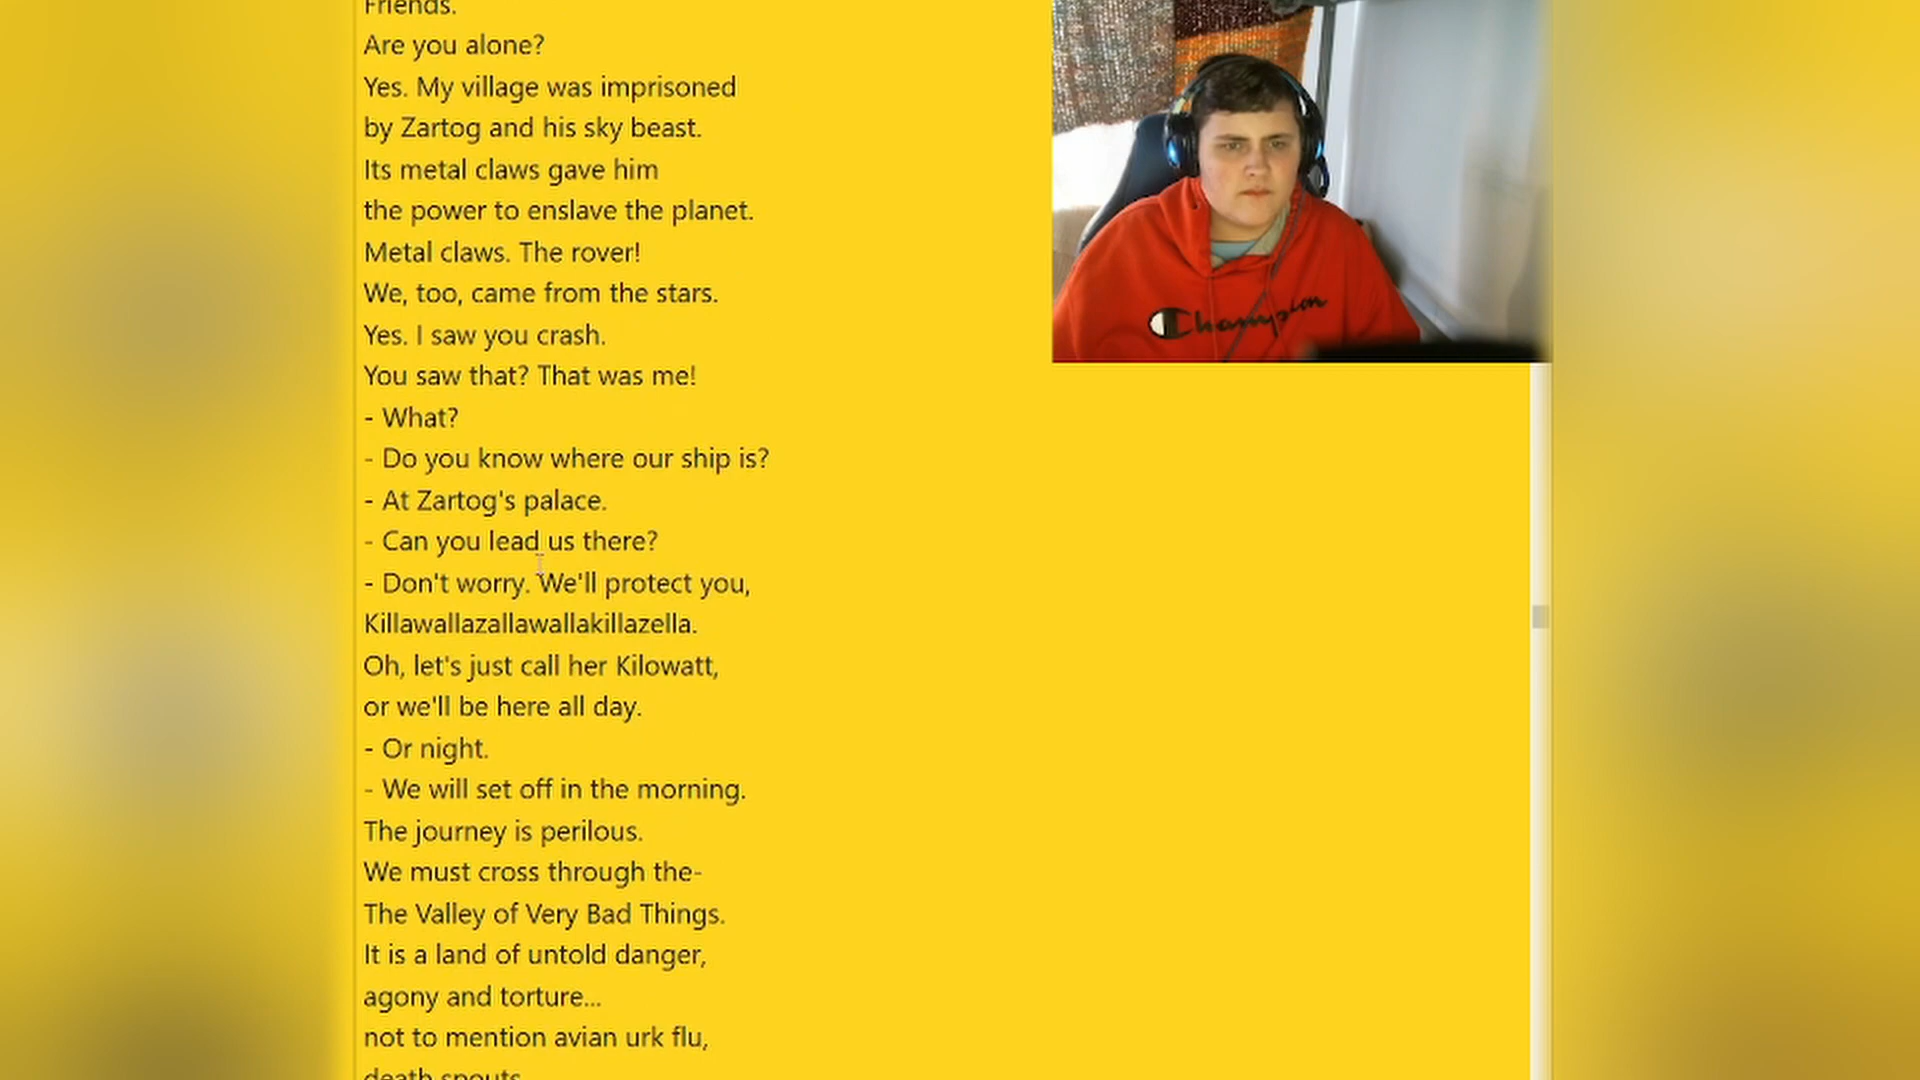 Friends.
Are you alone?
Yes. My village was imprisoned
by Zartog and his sky beast.
Its metal claws gave him
the power to enslave the planet.
Metal claws. The rover!
We, too, came from the stars.
Yes. I saw you crash.
You saw that? That was me!
- What?
- Do you know where our ship is?
- At Zartog's palace.
- Can you lead us there?
- Don't worry. We'll protect you,
Killawallazallawallakillazella.
Oh, let's just call her Kilowatt,
or we'll be here all day.
- Or night.
- We will set off in the morning.
The journey is perilous.
We must cross through the-
The Valley of Very Bad Things.
It is a land of untold danger,
agony and torture...
not to mention avian urk flu,
death spouts
Champion